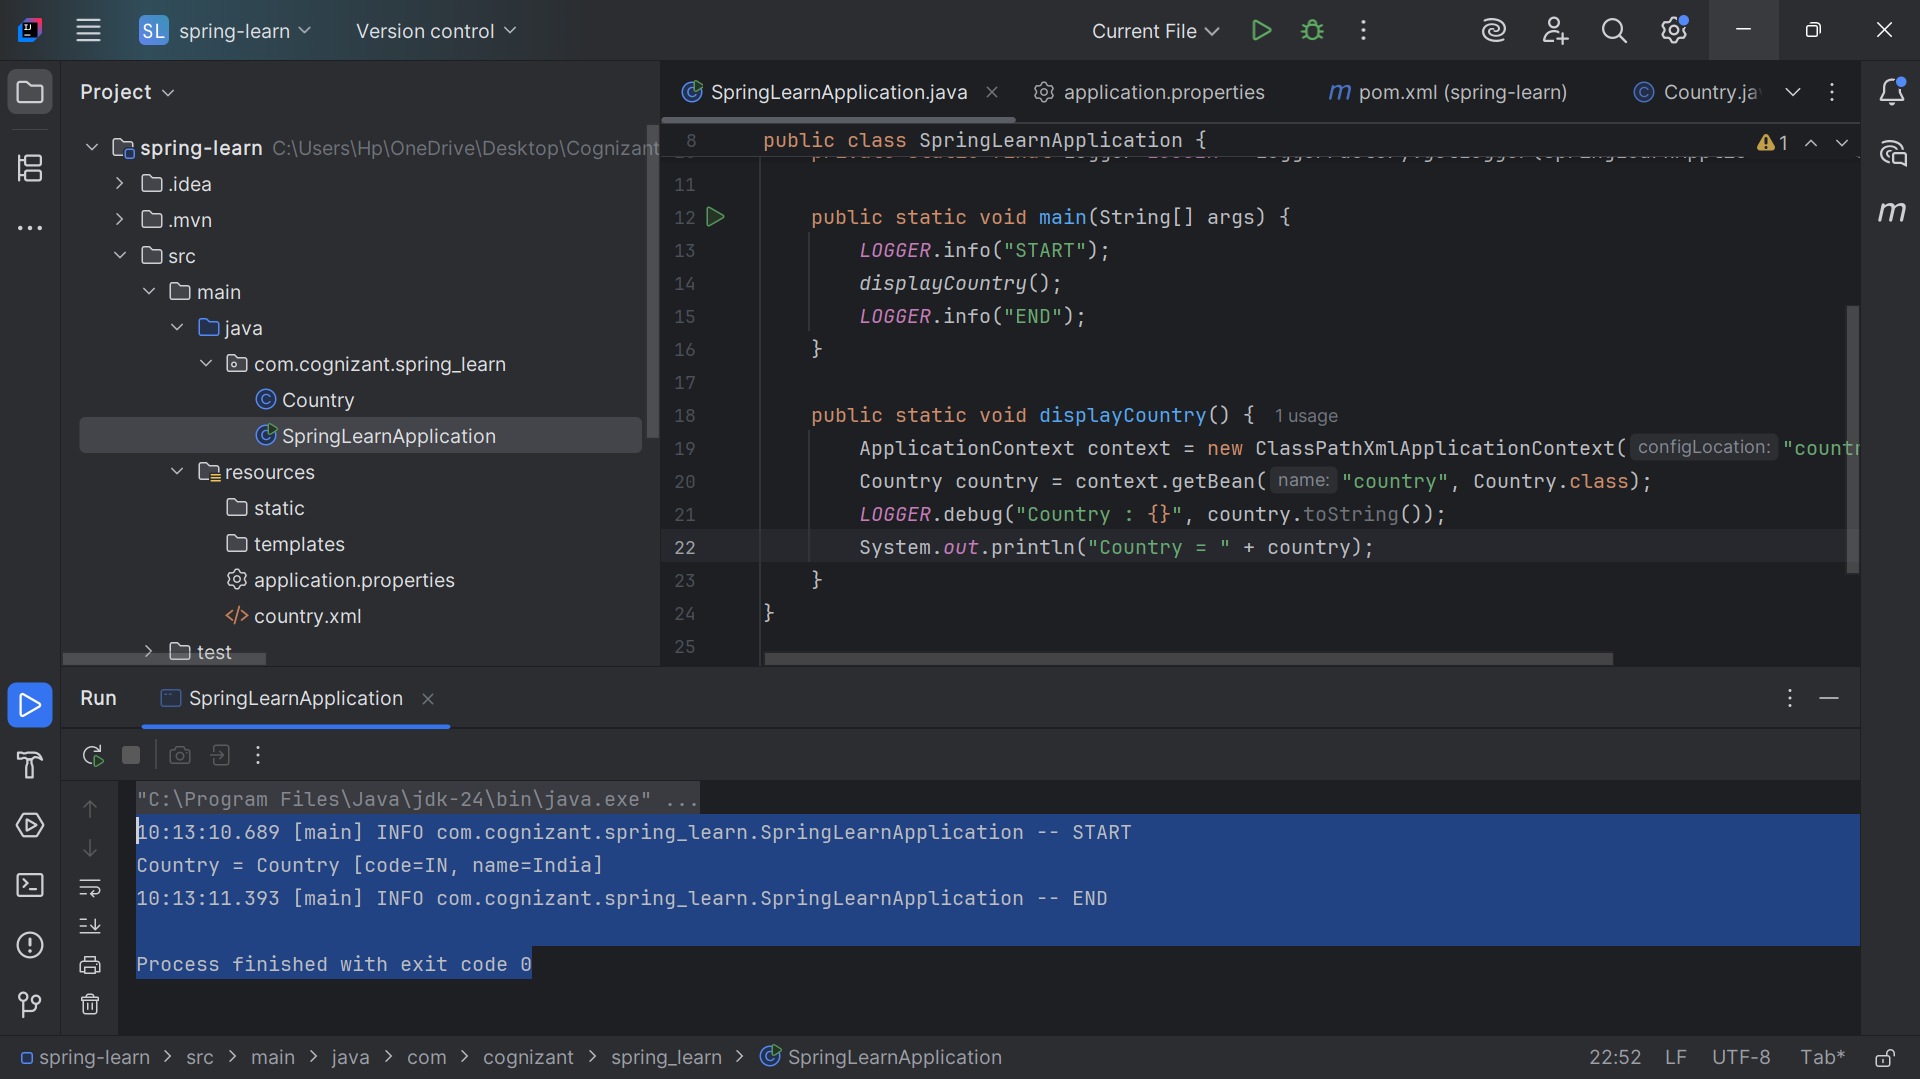 SL spring-learn Version control Current File
Project
spring-learn C:\Users\Hp\OneDrive\Desktop\Cognizant
.idea
.mvn
src
main
java
com.cognizant.spring_learn
Country
SpringLearnApplication
resources
static
templates
application.properties
country.xml
test
SpringLearnApplication.java application.properties pom.xml (spring-learn) Country.ja
8 public class SpringLearnApplication { 1
11
12 public static void main(String[] args) {
13 LOGGER.info("START");
14 displayCountry();
15 LOGGER.info("END");
16 }
17
18 public static void displayCountry() { 1 usage
19 ApplicationContext context = new ClassPathXmlApplicationContext( configLocation: "countr
20 Country country = context.getBean( name: "country", Country.class);
21 LOGGER.debug("Country : {}", country.toString());
22 System.out.println("Country = " + country);
23 }
24 }
25
Run SpringLearnApplication
"C:\Program Files\Java\jdk-24\bin\java.exe" ...
10:13:10.689 [main] INFO com.cognizant.spring_learn.SpringLearnApplication -- START
Country = Country [code=IN, name=India]
10:13:11.393 [main] INFO com.cognizant.spring_learn.SpringLearnApplication -- END
Process finished with exit code 0
spring-learn > src > main > java > com > cognizant > spring_learn > SpringLearnApplication 22:52 LF UTF-8 Tab*